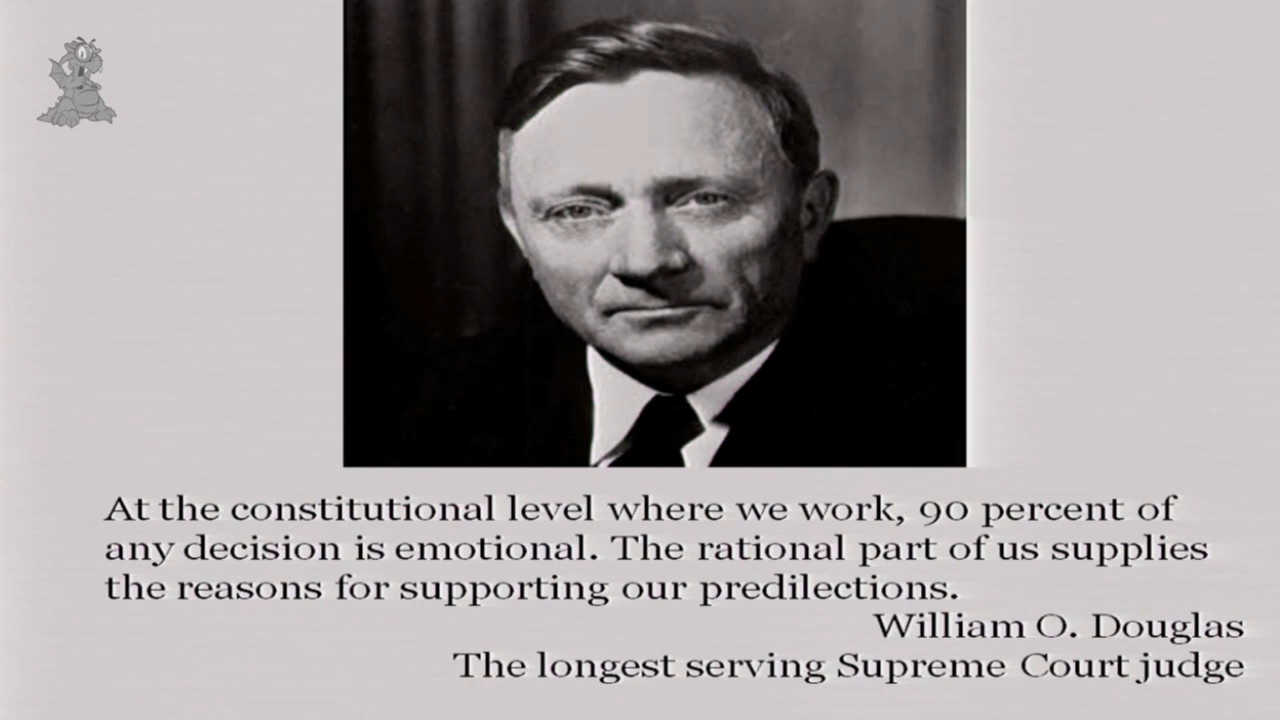 At the constitutional level where we work, 90 percent of
any decision is emotional. The rational part of us supplies
the reasons for supporting our predilections.
William O. Douglas
The longest serving Supreme Court judge